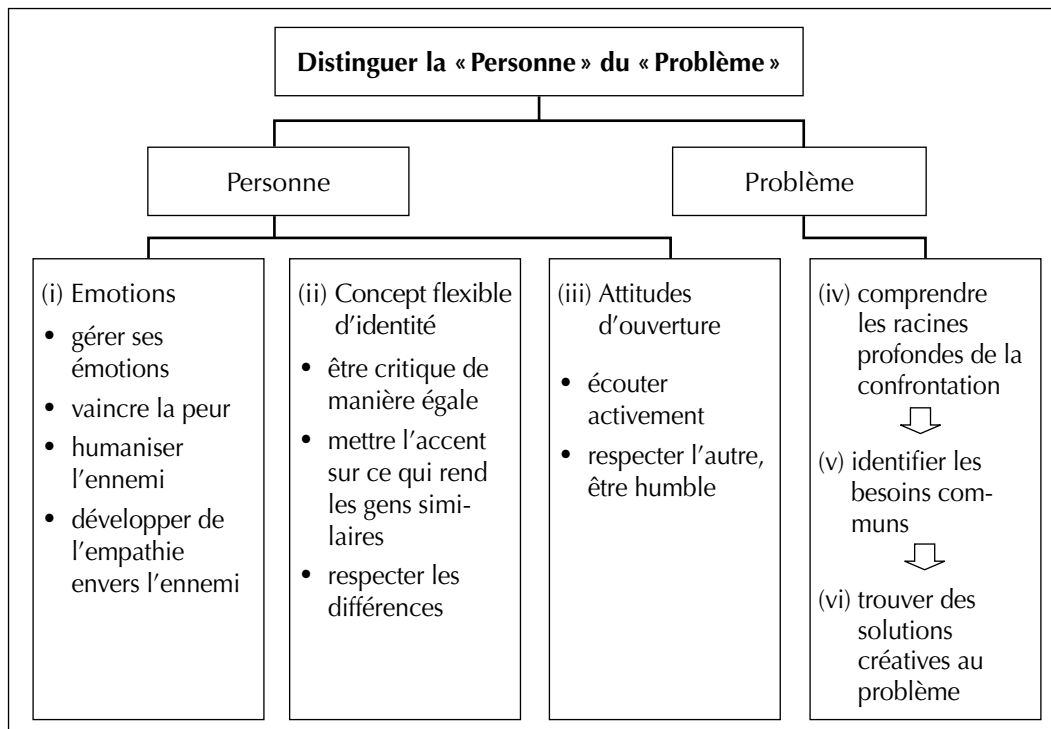 Distinguer la « Personne » du « Problème »
Personne
Problème
(i) Emotions
• gérer ses
émotions
• vaincre la peur
• humaniser
l’ennemi
• développer de
l’empathie
envers l’ennemi
(ii) Concept flexible
d’identité
• être critique de
manière égale
• mettre l’accent
sur ce qui rend
les gens simi-
laires
• respecter les
différences
(iii) Attitudes
d’ouverture
• écouter
activement
• respecter l’autre,
être humble
(iv) comprendre
les racines
profondes de la
confrontation
(v) identifier les
besoins com-
muns
(vi) trouver des
solutions
créatives au
problème